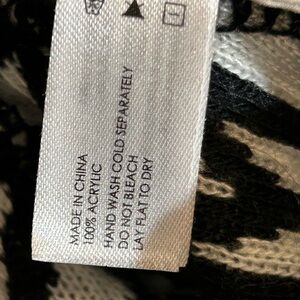 MADE IN CHINA
100% ACRYLIC
HAND WASH COLD SEPARATELY
DO NOT BLEACH
LAY FLAT TO DRY